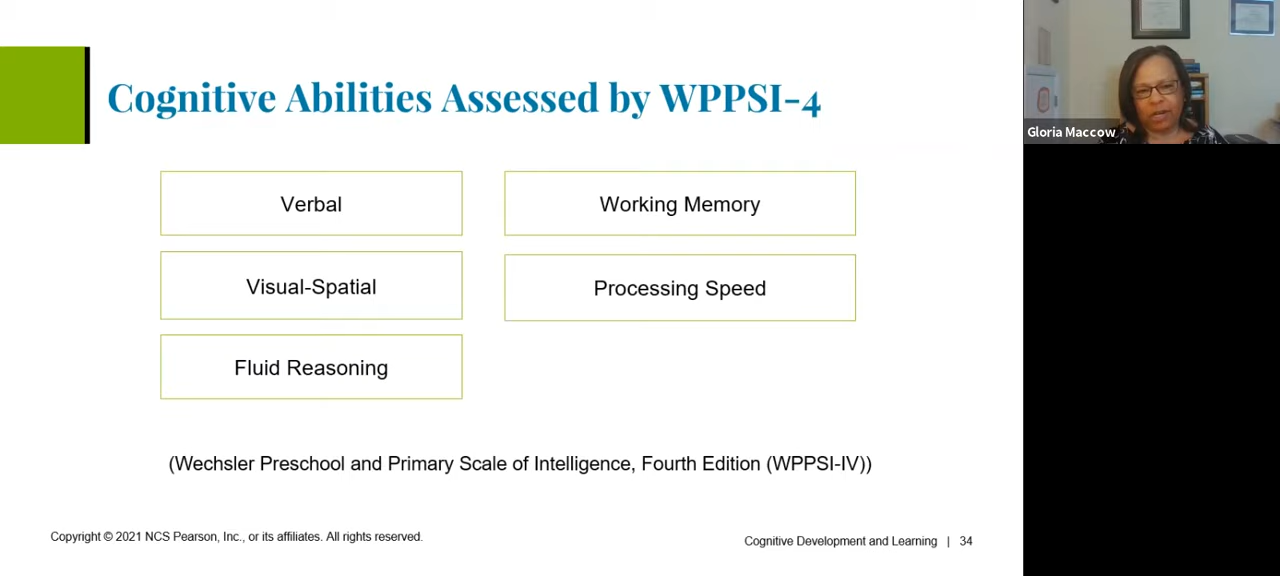 Cognitive Abilities Assessed by WPPSI-4
Gloria Maccow
Verbal
Working Memory
Visual-Spatial
Processing Speed
Fluid Reasoning
(Wechsler Preschool and Primary Scale of Intelligence, Fourth Edition (WPPSI-IV))
Copyright © 2021 NCS Pearson, Inc., or its affiliates. All rights reserved.
Cognitive Development and Learning | 34